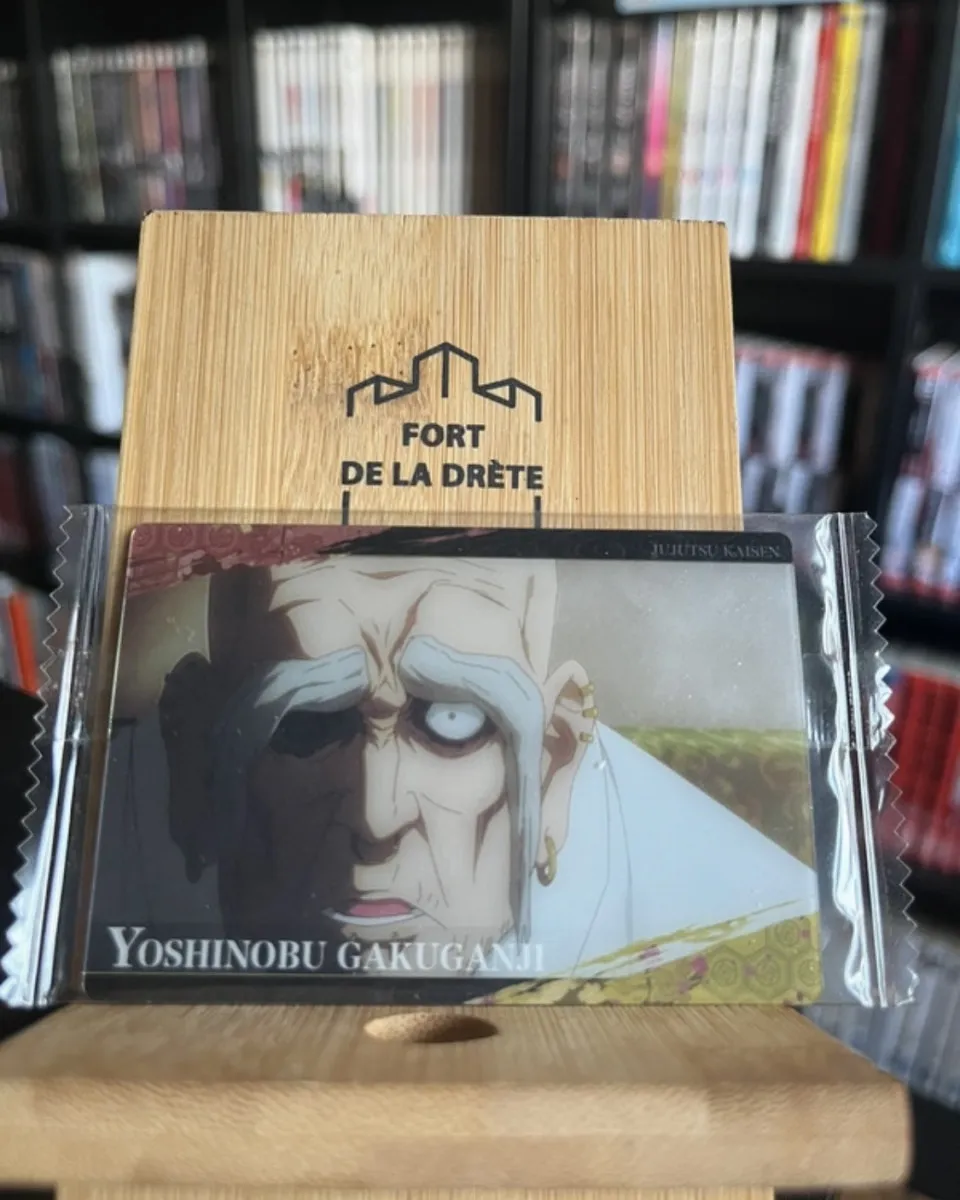 FORT
DE LA DRÈTE
JUJUTSU KAISEN
YOSHINOBU GAKUGANJI